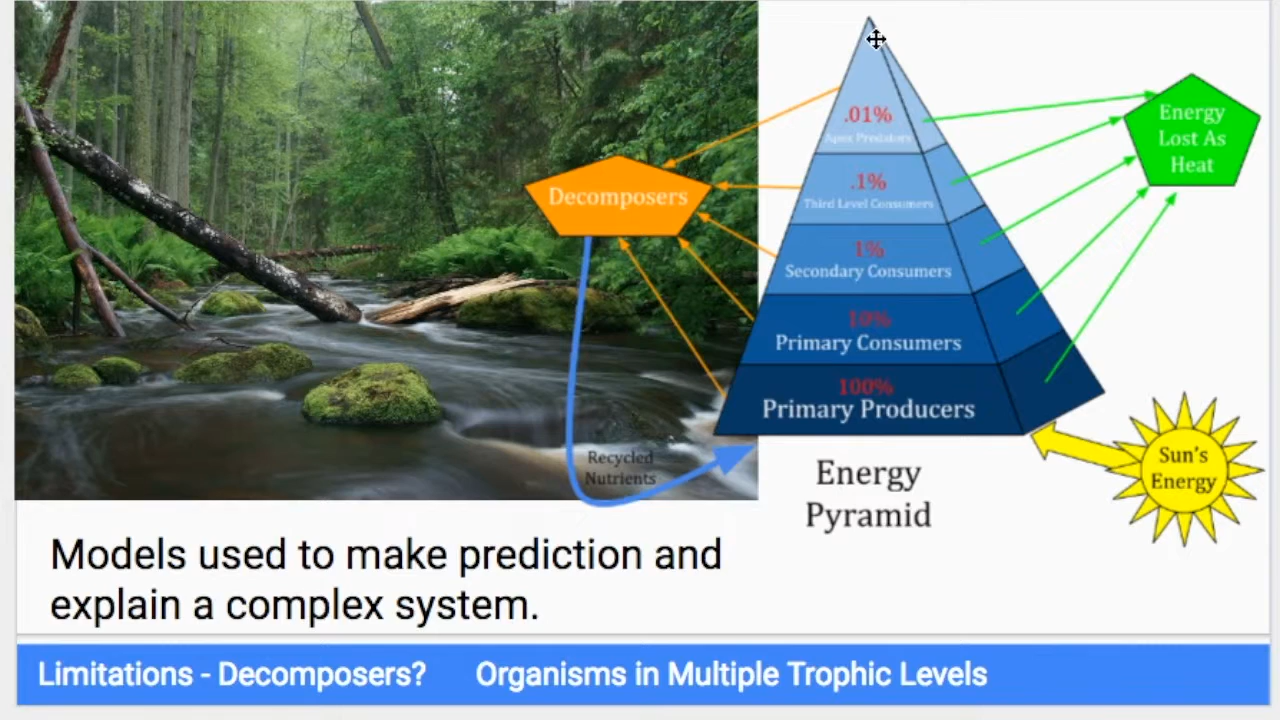 .01%
Apex Predators
.1%
Third Level Consumers
1%
Secondary Consumers
10%
Primary Consumers
100%
Primary Producers
Decomposers
Energy
Lost As
Heat
Recycled
Nutrients
Sun's
Energy
Energy
Pyramid
Models used to make prediction and
explain a complex system.
Limitations - Decomposers? Organisms in Multiple Trophic Levels